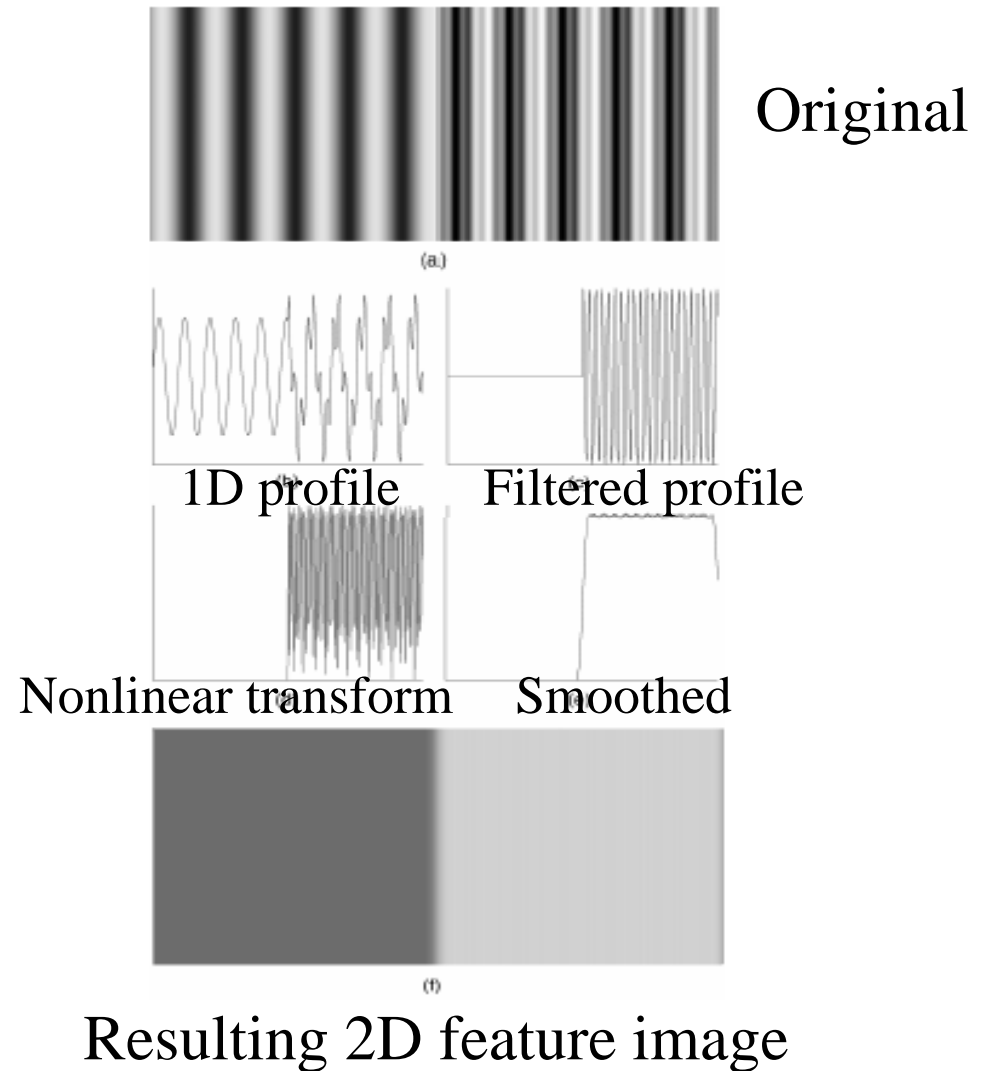 Original
(a)
1D profile
Filtered profile
Nonlinear transform
Smoothed
(f)
Resulting 2D feature image